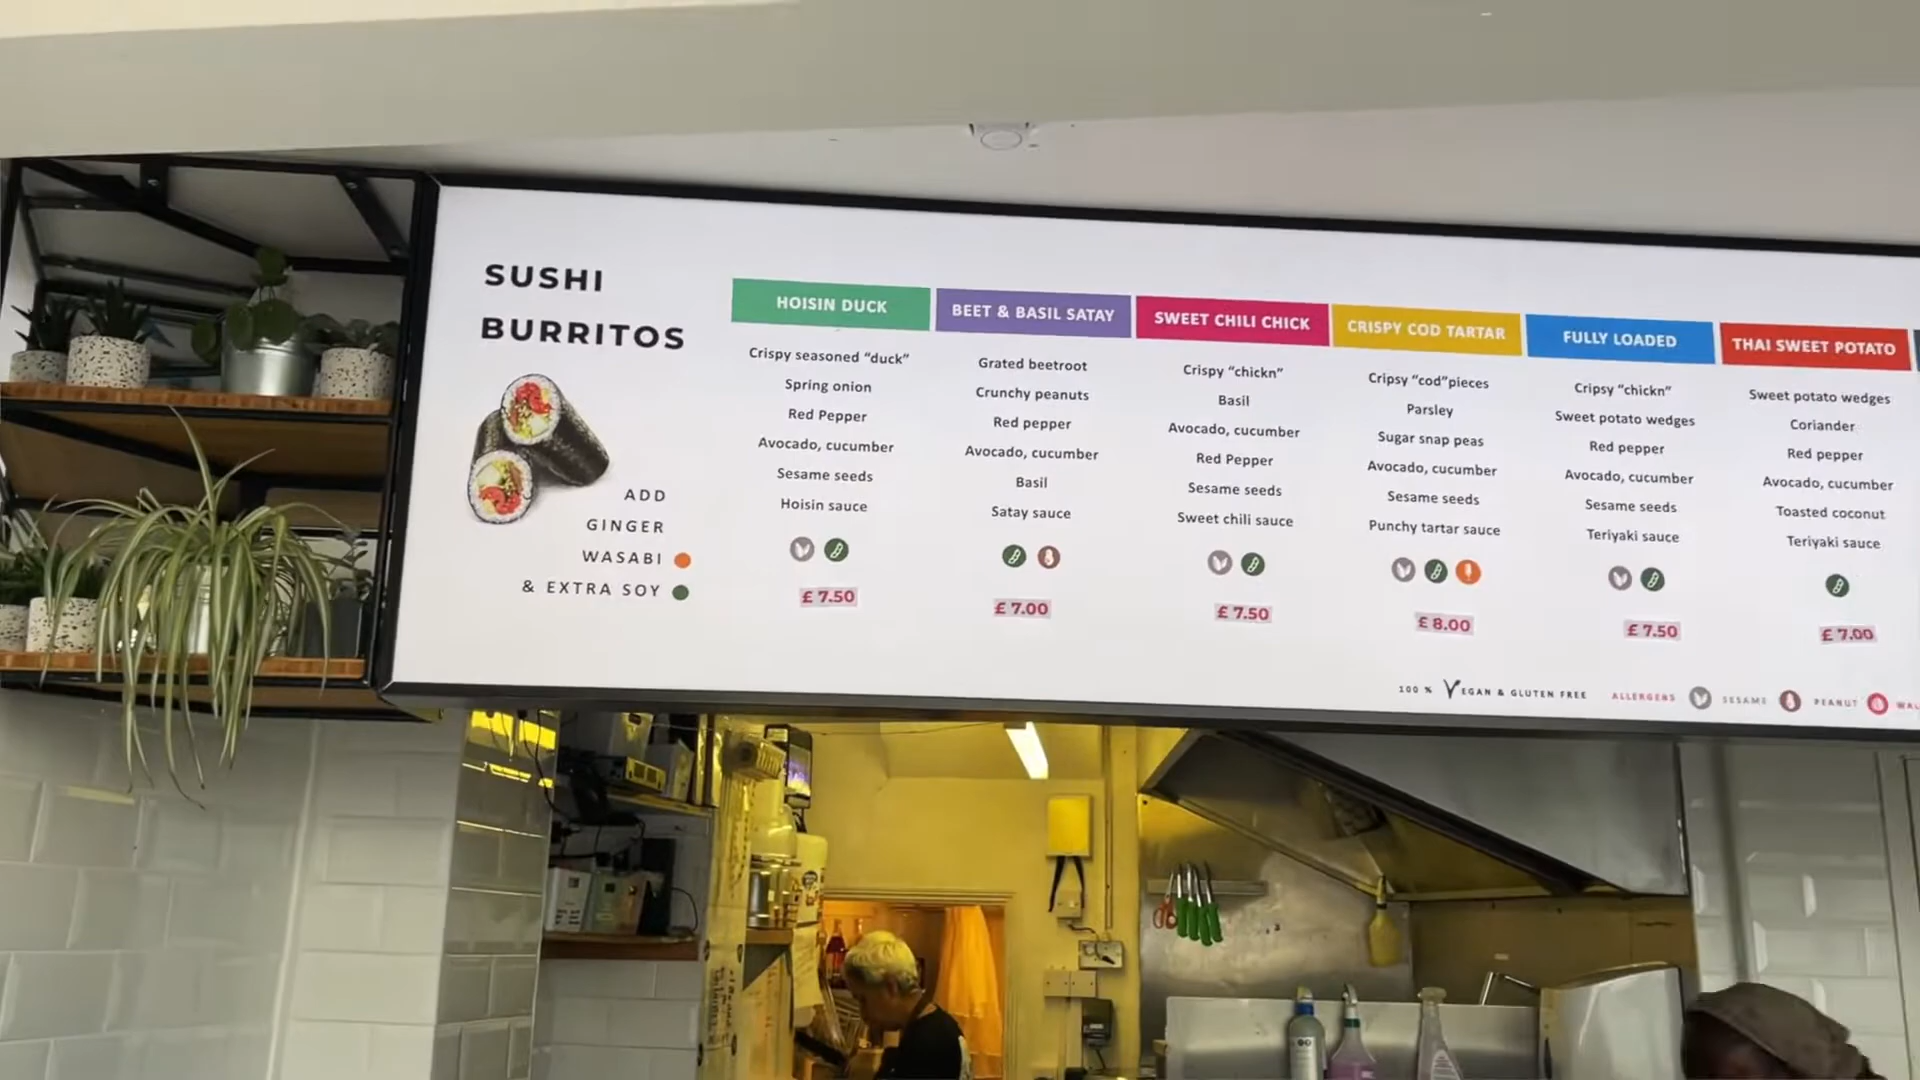 SUSHI
BURRITOS
ADD
GINGER
WASABI
& EXTRA SOY
HOISIN DUCK
Crispy seasoned "duck"
Spring onion
Red Pepper
Avocado, cucumber
Sesame seeds
Hoisin sauce
£ 7.50
BEET & BASIL SATAY
Grated beetroot
Crunchy peanuts
Red pepper
Avocado, cucumber
Basil
Satay sauce
£ 7.00
SWEET CHILI CHICK
Crispy "chickn"
Basil
Avocado, cucumber
Red Pepper
Sesame seeds
Sweet chili sauce
£ 7.50
CRISPY COD TARTAR
Cripsy "cod"pieces
Parsley
Sugar snap peas
Avocado, cucumber
Sesame seeds
Punchy tartar sauce
£ 8.00
FULLY LOADED
Cripsy "chickn"
Sweet potato wedges
Red pepper
Avocado, cucumber
Sesame seeds
Teriyaki sauce
£ 7.50
THAI SWEET POTATO
Sweet potato wedges
Coriander
Red pepper
Avocado, cucumber
Toasted coconut
Teriyaki sauce
£ 7.00
100 % VEGAN & GLUTEN FREE ALLERGENS SESAME PEANUT